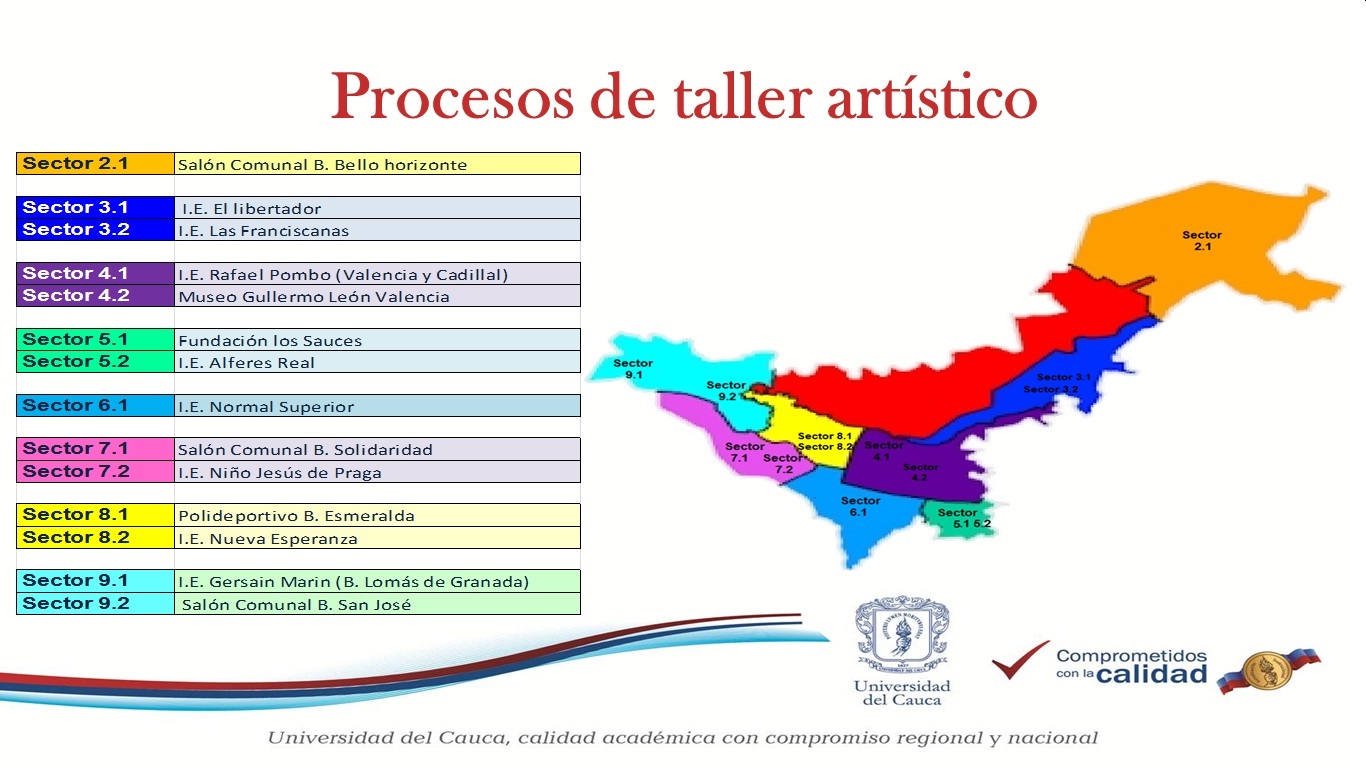 Procesos de taller artístico
Sector 2.1 Salón Comunal B. Bello horizonte
Sector 3.1 I.E. El libertador
Sector 3.2 I.E. Las Franciscanas
Sector 4.1 I.E. Rafael Pombo (Valencia y Cadillal)
Sector 4.2 Museo Gullermo León Valencia
Sector 5.1 Fundación los Sauces
Sector 5.2 I.E. Alferes Real
Sector 6.1 I.E. Normal Superior
Sector 7.1 Salón Comunal B. Solidaridad
Sector 7.2 I.E. Niño Jesús de Praga
Sector 8.1 Polideportivo B. Esmeralda
Sector 8.2 I.E. Nueva Esperanza
Sector 9.1 I.E. Gersain Marin (B. Lomás de Granada)
Sector 9.2 Salón Comunal B. San José
Sector
2.1
Sector 3.1
Sector 3.2
Sector
9.1
Sector
9.2
Sector 8.1
Sector 8.2
Sector
4.1
Sector
4.2
Sector
7.1
Sector
7.2
Sector
6.1
Sector
5.1 5.2
Universidad
del Cauca
Comprometidos
con la calidad
Universidad del Cauca, calidad académica con compromiso regional y nacional